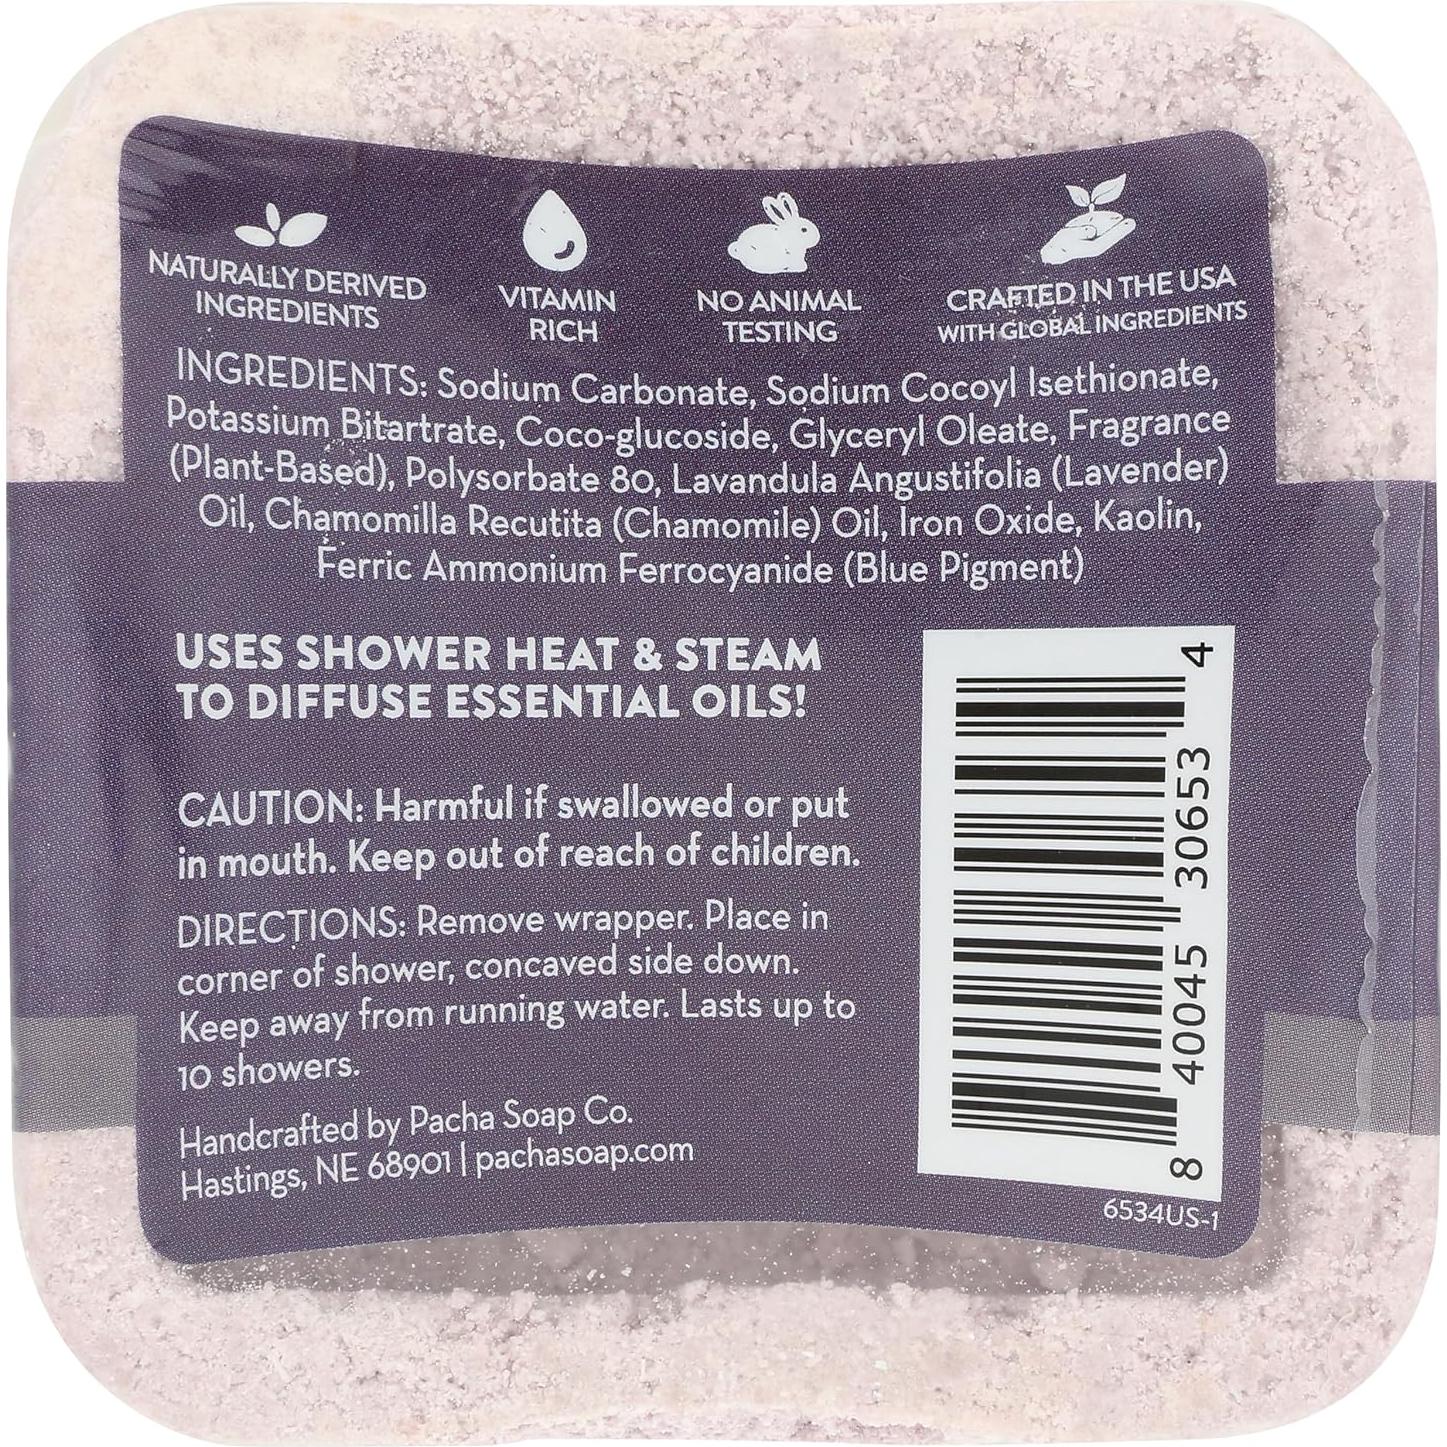 NATURALLY DERIVED
INGREDIENTS
VITAMIN
RICH
NO ANIMAL
TESTING
CRAFTED IN THE USA
WITH GLOBAL INGREDIENTS
INGREDIENTS: Sodium Carbonate, Sodium Cocoyl Isethionate,
Potassium Bitartrate, Coco-glucoside, Glyceryl Oleate, Fragrance
(Plant-Based), Polysorbate 80, Lavandula Angustifolia (Lavender)
Oil, Chamomilla Recutita (Chamomile) Oil, Iron Oxide, Kaolin,
Ferric Ammonium Ferrocyanide (Blue Pigment)
USES SHOWER HEAT & STEAM
TO DIFFUSE ESSENTIAL OILS!
CAUTION: Harmful if swallowed or put
in mouth. Keep out of reach of children.
DIRECTIONS: Remove wrapper. Place in
corner of shower, concaved side down.
Keep away from running water. Lasts up to
10 showers.
Handcrafted by Pacha Soap Co.
Hastings, NE 68901 | pachasoap.com
8 40045 30653 4
6534US-1